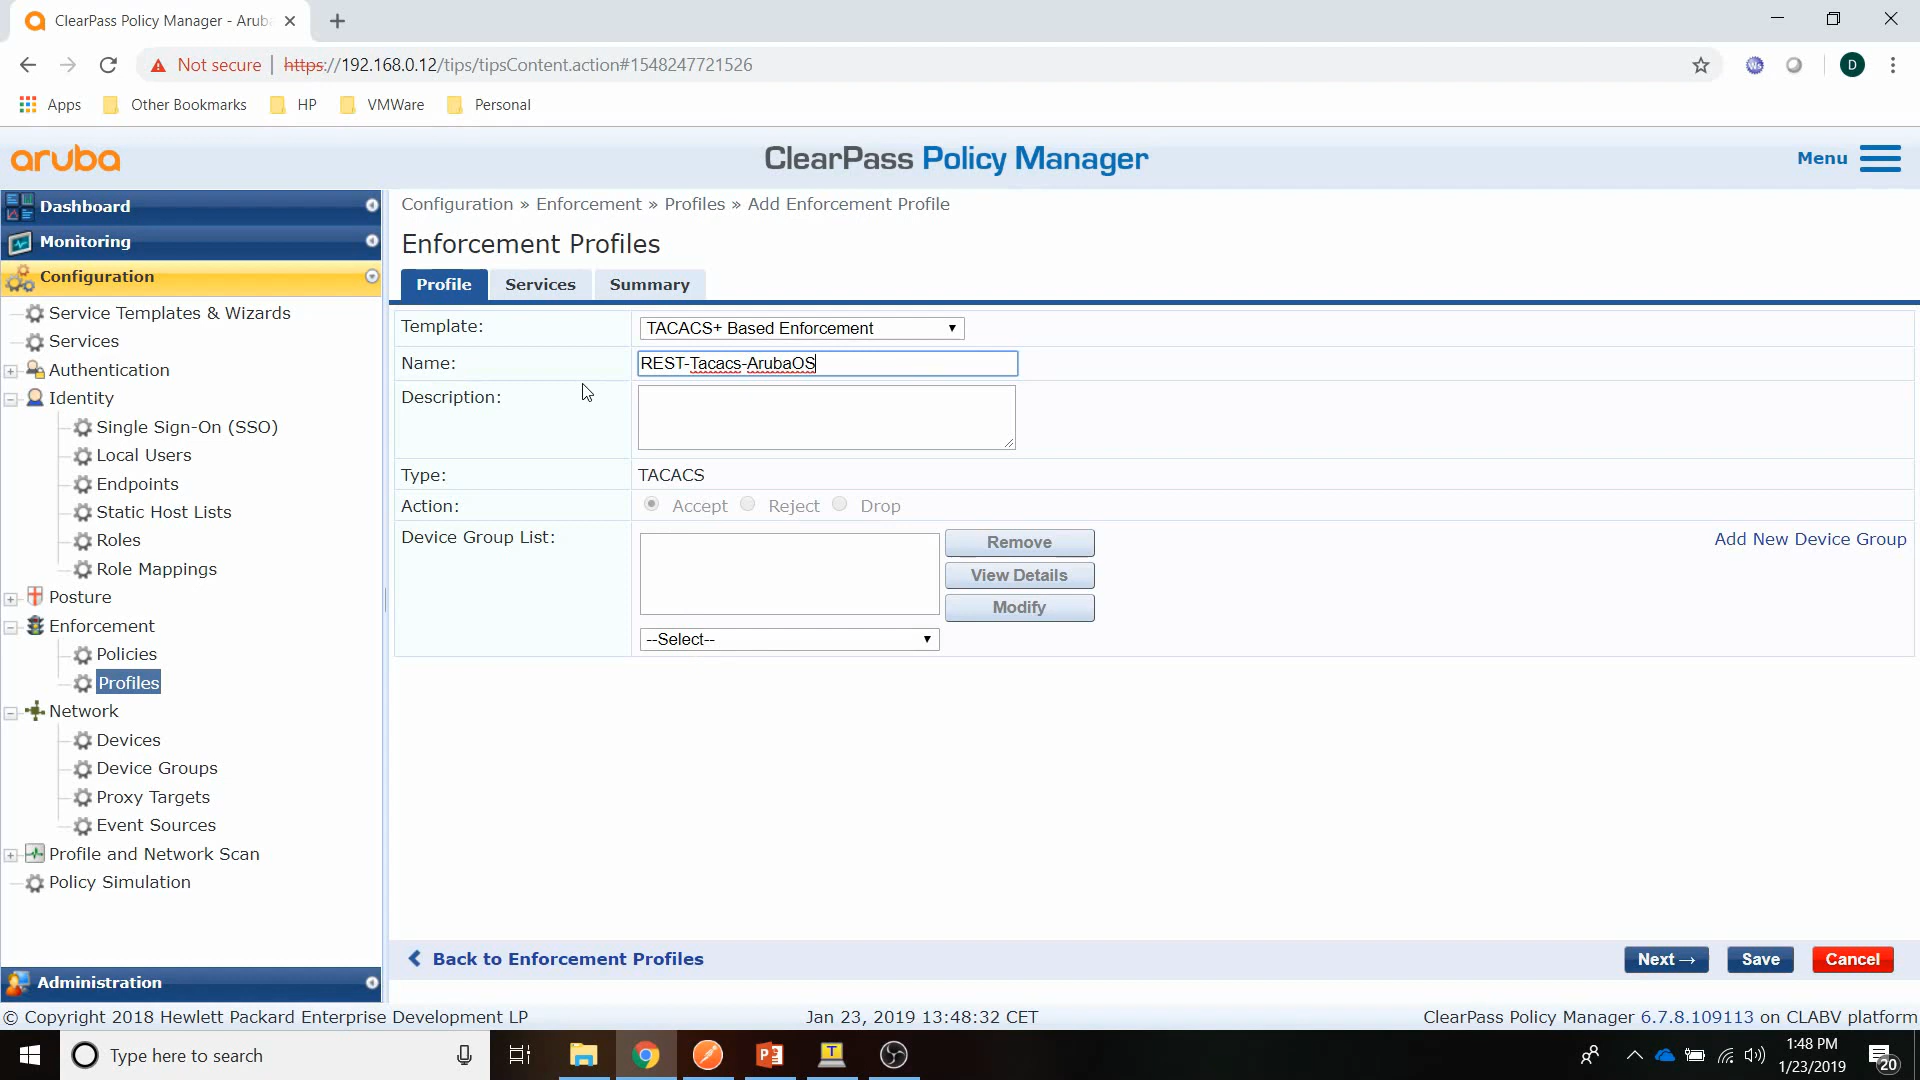 ClearPass Policy Manager - Aruba
Not secure | https://192.168.0.12/tips/tipsContent.action#1548247721526
D
Apps Other Bookmarks HP VMWare Personal
aruba
ClearPass Policy Manager
Menu
Dashboard
Monitoring
Configuration
Service Templates & Wizards
Services
Authentication
Identity
Single Sign-On (SSO)
Local Users
Endpoints
Static Host Lists
Roles
Role Mappings
Posture
Enforcement
Policies
Profiles
Network
Devices
Device Groups
Proxy Targets
Event Sources
Profile and Network Scan
Policy Simulation
Administration
Configuration » Enforcement » Profiles » Add Enforcement Profile
Enforcement Profiles
Profile Services Summary
Template: TACACS+ Based Enforcement
Name: REST-Tacacs-ArubaOS
Description:
Type: TACACS
Action: Accept Reject Drop
Device Group List:
Remove
Add New Device Group
View Details
Modify
--Select--
Back to Enforcement Profiles
Next → Save Cancel
© Copyright 2018 Hewlett Packard Enterprise Development LP
Jan 23, 2019 13:48:32 CET
ClearPass Policy Manager 6.7.8.109113 on CLABV platform
Type here to search
1:48 PM
1/23/2019
20